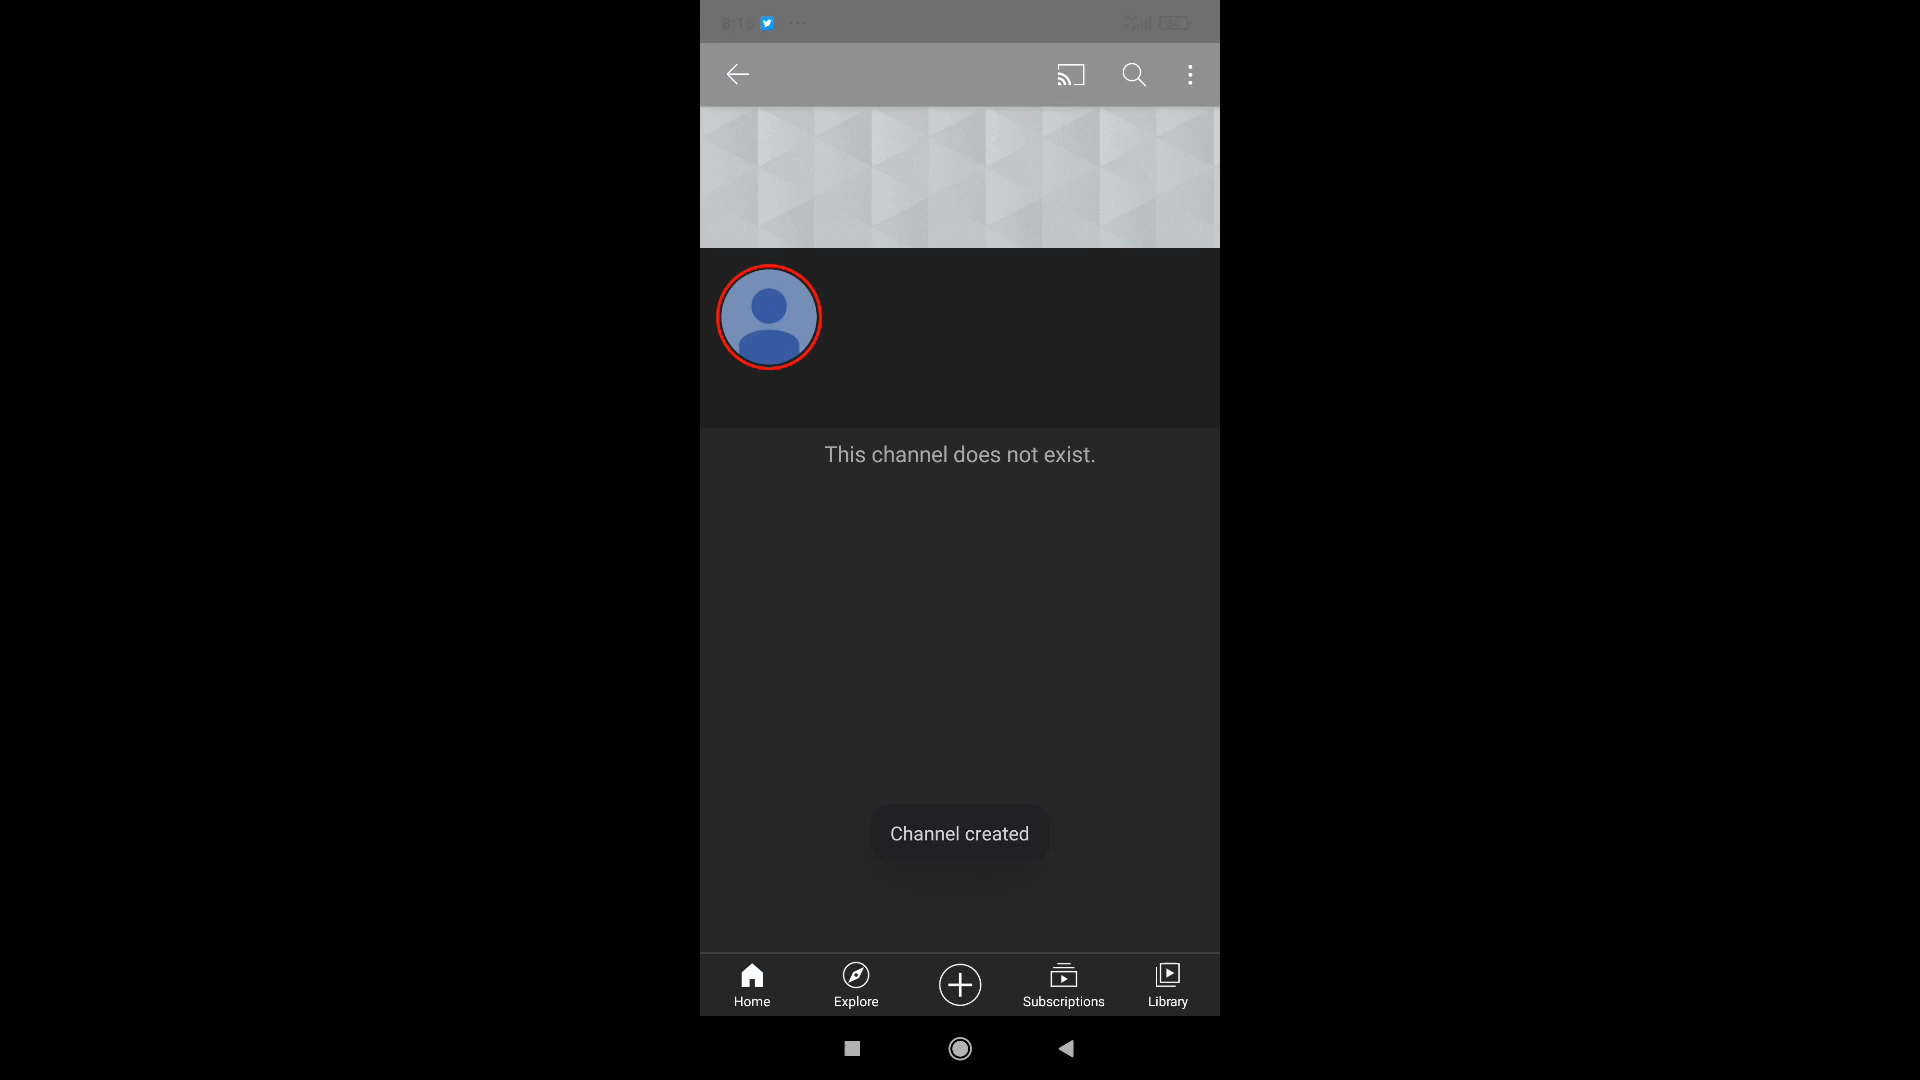 This channel does not exist.
Channel created
Home
Explore
Subscriptions
Library